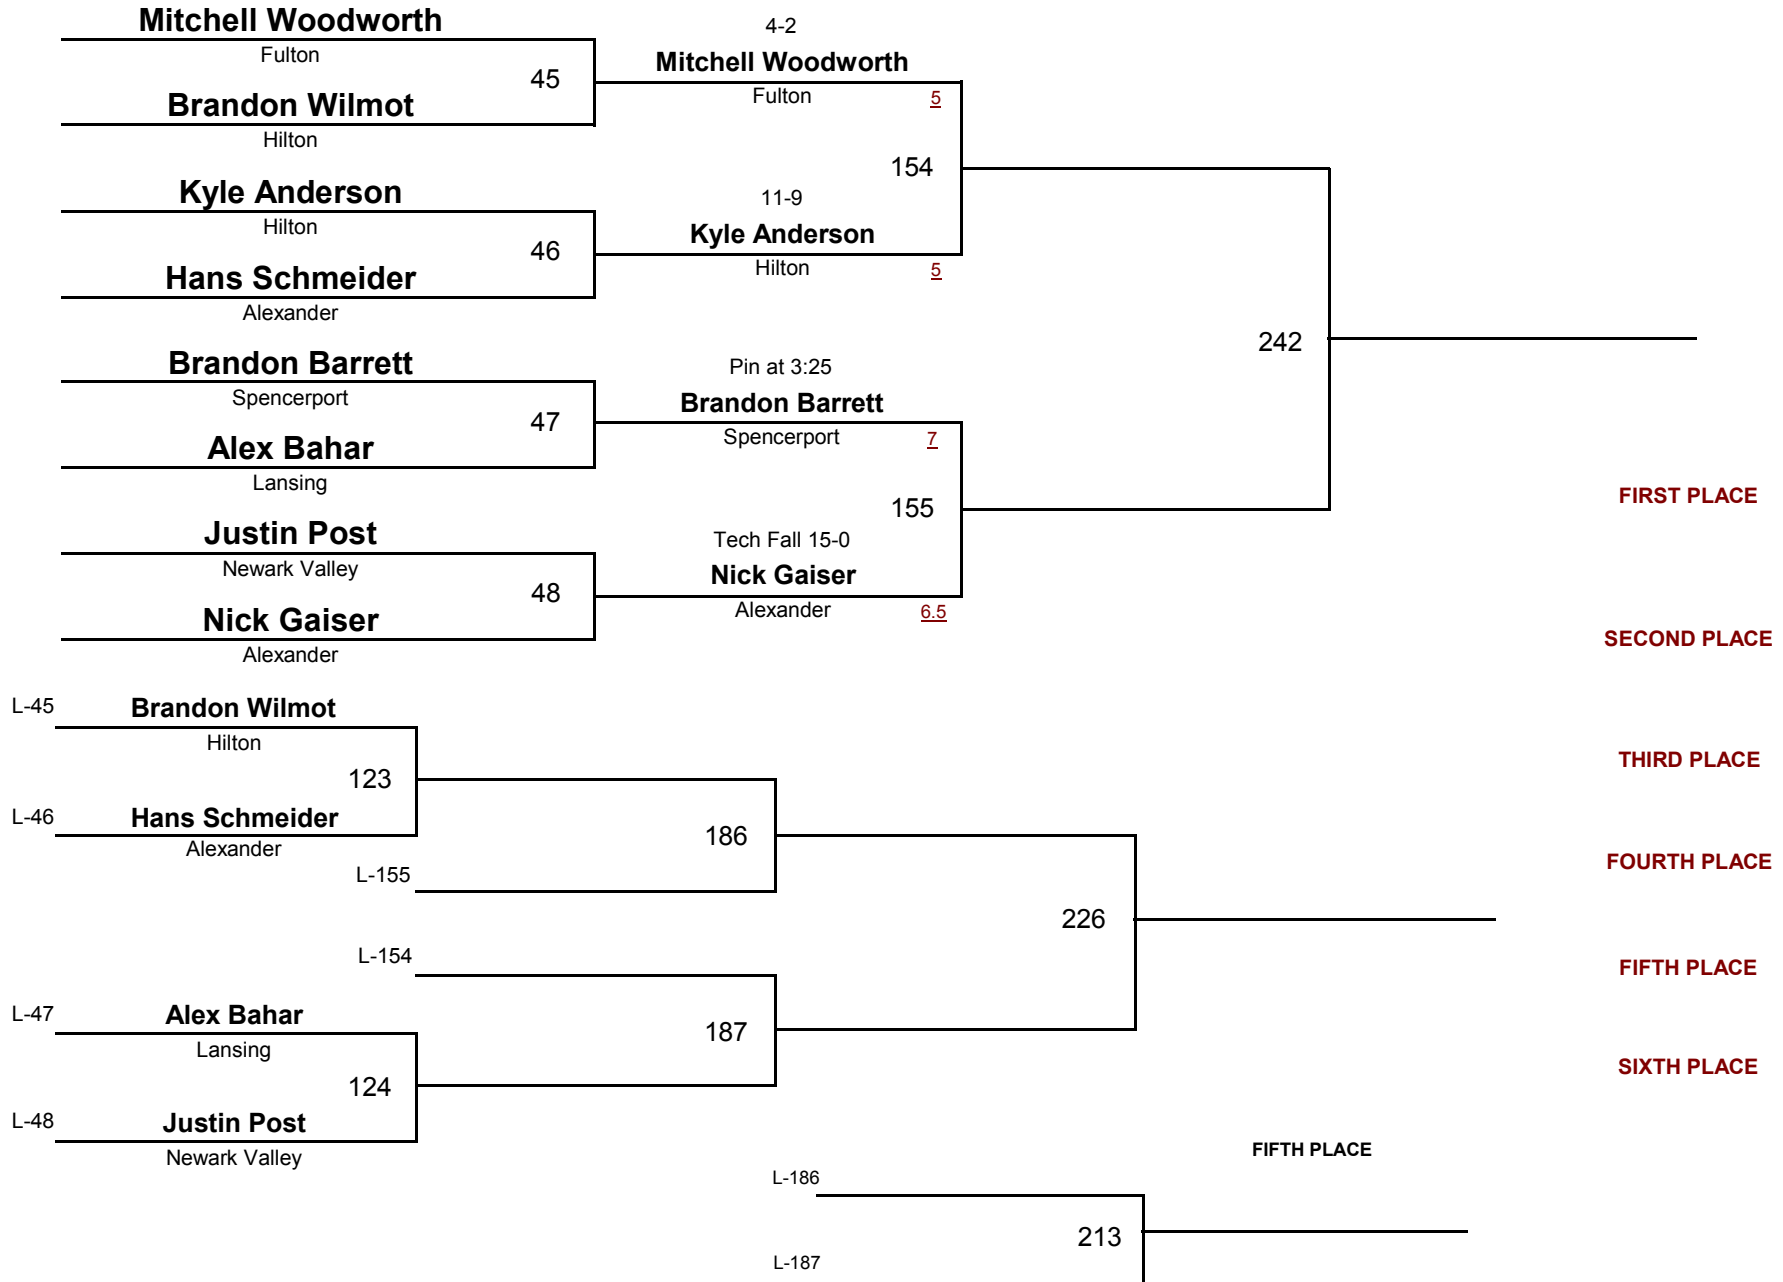 Mitchell Woodworth
Fulton
45
Brandon Wilmot
Hilton
4-2
Mitchell Woodworth
Fulton
5
154
Kyle Anderson
Hilton
46
Hans Schmeider
Alexander
11-9
Kyle Anderson
Hilton
5
242
Brandon Barrett
Spencerport
47
Alex Bahar
Lansing
Pin at 3:25
Brandon Barrett
Spencerport
7
155
Justin Post
Newark Valley
48
Nick Gaiser
Alexander
Tech Fall 15-0
Nick Gaiser
Alexander
6.5
FIRST PLACE
SECOND PLACE
L-45
Brandon Wilmot
Hilton
123
L-46
Hans Schmeider
Alexander
186
L-155
226
L-154
L-47
Alex Bahar
Lansing
187
124
L-48
Justin Post
Newark Valley
THIRD PLACE
FOURTH PLACE
FIFTH PLACE
SIXTH PLACE
FIFTH PLACE
L-186
213
L-187